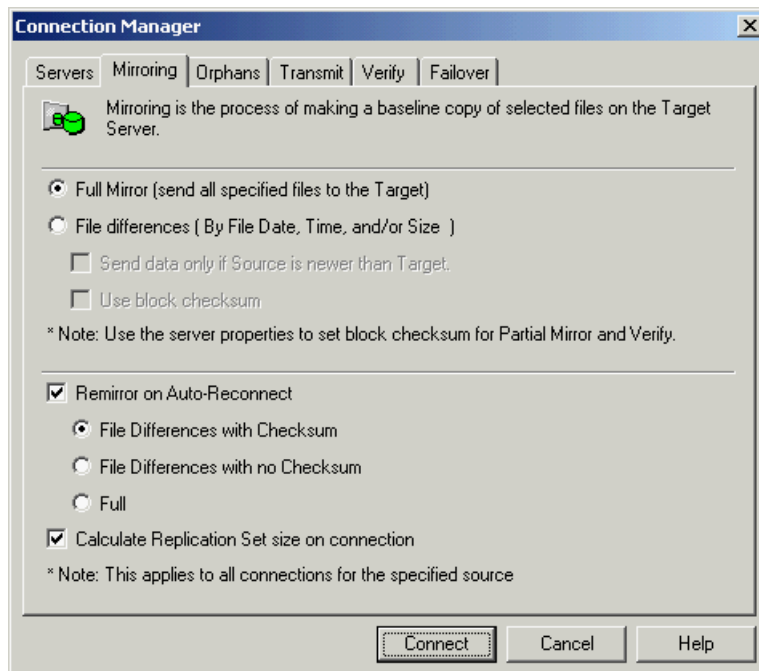 Connection Manager
Servers Mirroring Orphans Transmit Verify Failover
Mirroring is the process of making a baseline copy of selected files on the Target
Server.
Full Mirror (send all specified files to the Target)
File differences ( By File Date, Time, and/or Size  )
Send data only if Source is newer than Target.
Use block checksum
* Note: Use the server properties to set block checksum for Partial Mirror and Verify.
Remirror on Auto-Reconnect
File Differences with Checksum
File Differences with no Checksum
Full
Calculate Replication Set size on connection
* Note: This applies to all connections for the specified source
Connect Cancel Help